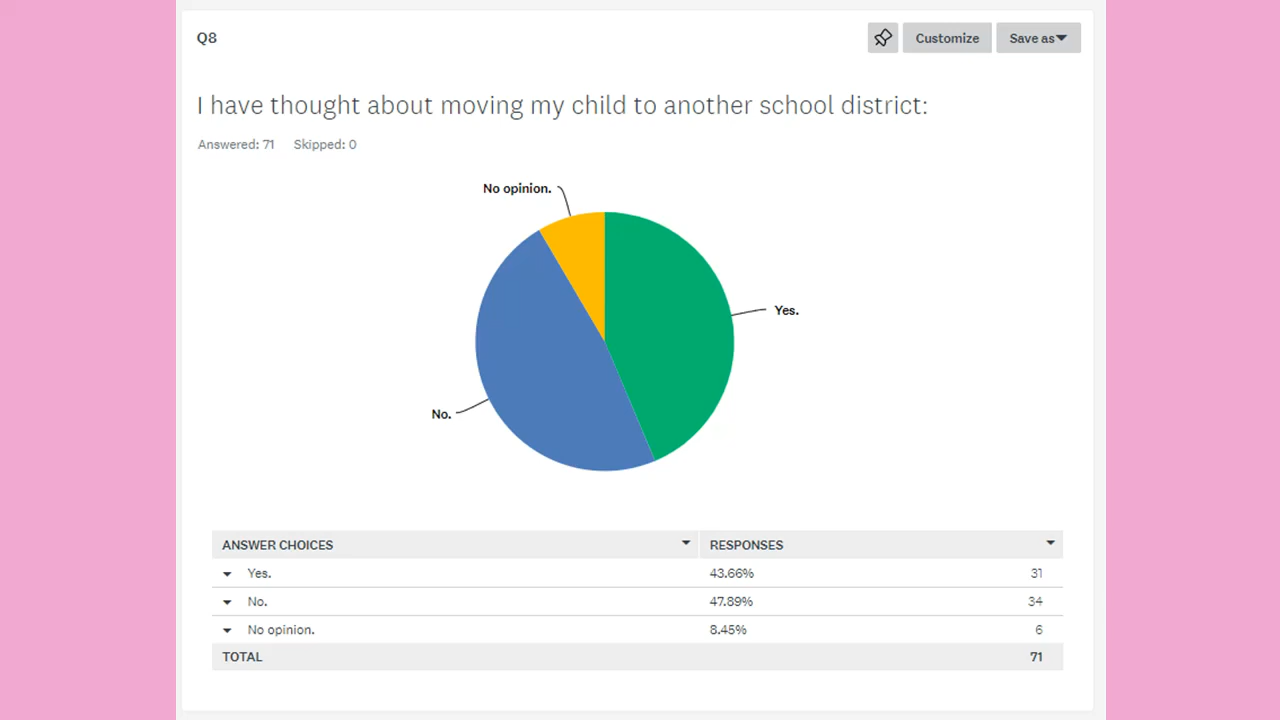 Q8
Customize
Save as
I have thought about moving my child to another school district:
Answered: 71 Skipped: 0
No opinion.
Yes.
No.
ANSWER CHOICES RESPONSES
Yes. 43.66% 31
No. 47.89% 34
No opinion. 8.45% 6
TOTAL 71